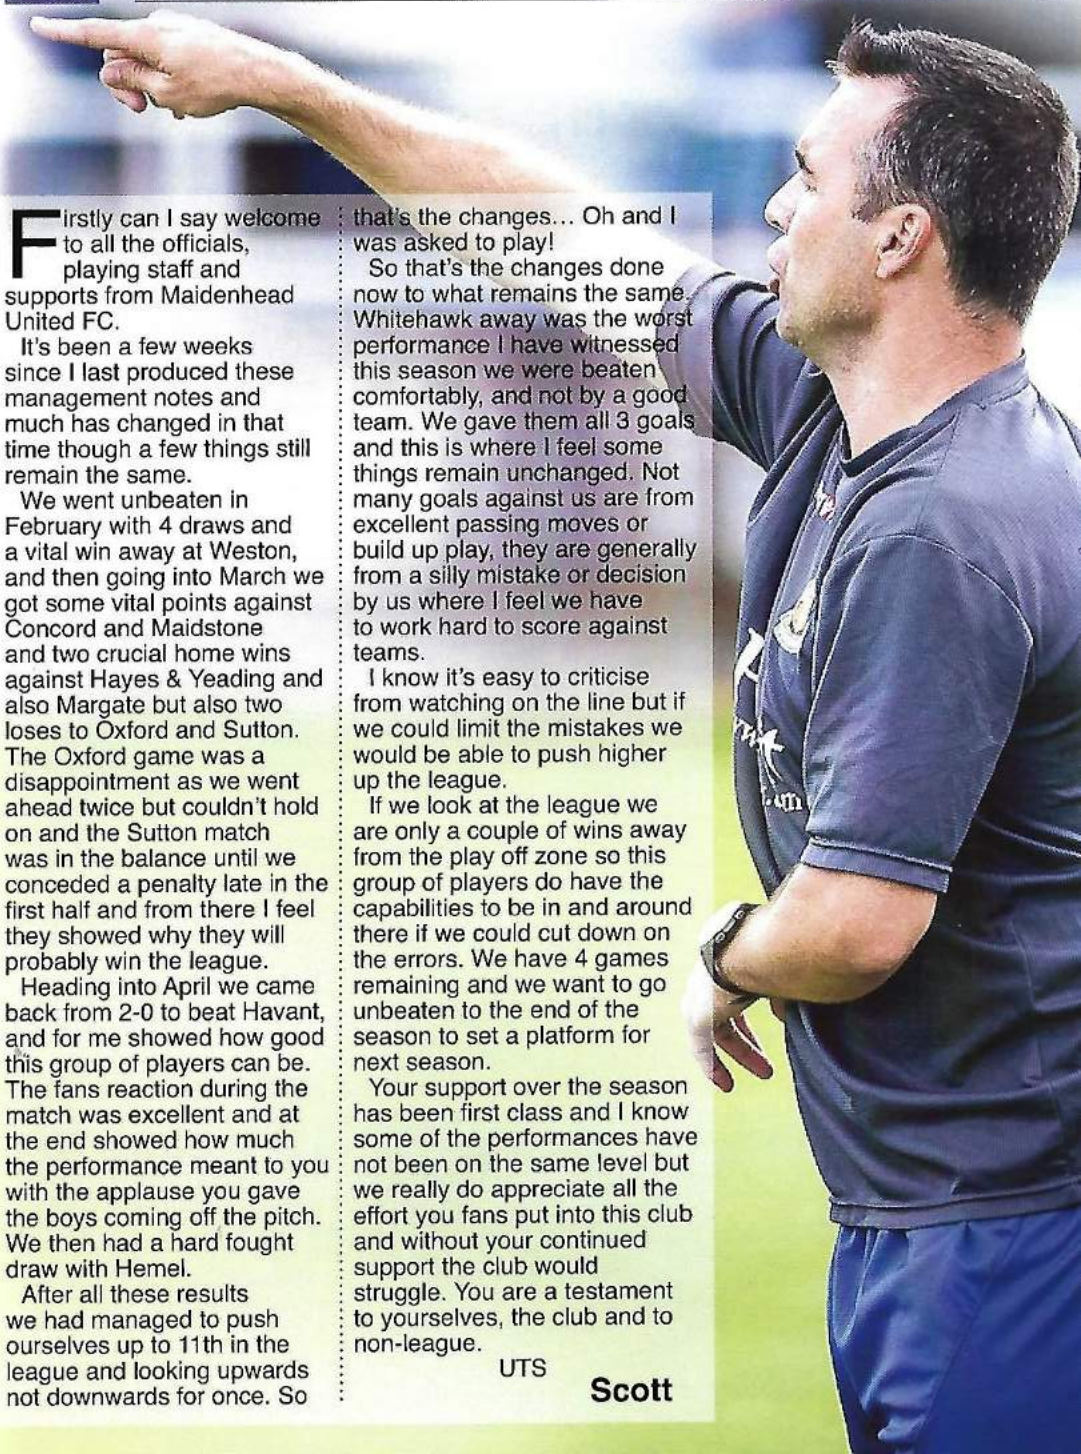 Firstly can I say welcome
to all the officials,
playing staff and
supports from Maidenhead
United FC.
It's been a few weeks
since I last produced these
management notes and
much has changed in that
time though a few things still
remain the same.
We went unbeaten in
February with 4 draws and
a vital win away at Weston,
and then going into March we
got some vital points against
Concord and Maidstone
and two crucial home wins
against Hayes & Yeading and
also Margate but also two
loses to Oxford and Sutton.
The Oxford game was a
disappointment as we went
ahead twice but couldn't hold
on and the Sutton match
was in the balance until we
conceded a penalty late in the
first half and from there I feel
they showed why they will
probably win the league.
Heading into April we came
back from 2-0 to beat Havant,
and for me showed how good
this group of players can be.
The fans reaction during the
match was excellent and at
the end showed how much
the performance meant to you
with the applause you gave
the boys coming off the pitch.
We then had a hard fought
draw with Hemel.
After all these results
we had managed to push
ourselves up to 11th in the
league and looking upwards
not downwards for once. So
that's the changes... Oh and I
was asked to play!
So that's the changes done
now to what remains the same.
Whitehawk away was the worst
performance I have witnessed
this season we were beaten
comfortably, and not by a good
team. We gave them all 3 goals
and this is where I feel some
things remain unchanged. Not
many goals against us are from
excellent passing moves or
build up play, they are generally
from a silly mistake or decision
by us where I feel we have
to work hard to score against
teams.
I know it's easy to criticise
from watching on the line but if
we could limit the mistakes we
would be able to push higher
up the league.
If we look at the league we
are only a couple of wins away
from the play off zone so this
group of players do have the
capabilities to be in and around
there if we could cut down on
the errors. We have 4 games
remaining and we want to go
unbeaten to the end of the
season to set a platform for
next season.
Your support over the season
has been first class and I know
some of the performances have
not been on the same level but
we really do appreciate all the
effort you fans put into this club
and without your continued
support the club would
struggle. You are a testament
to yourselves, the club and to
non-league.
UTS
Scott